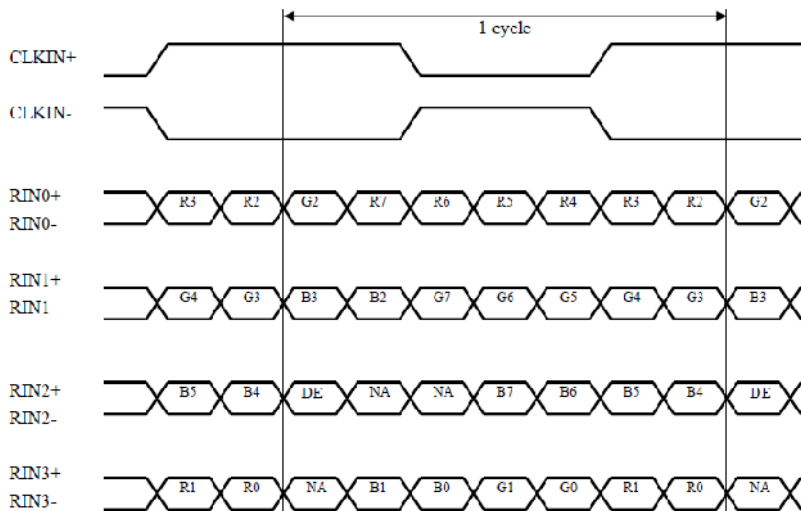 1 cycle
CLKIN+
CLKIN-
RIN0+
R3 R2 G2 R7 R6 R5 R4 R3 R2 G2
RIN0-
RIN1+
G4 G3 B3 B2 G7 G6 G5 G4 G3 B3
RIN1
RIN2+
B5 B4 DE NA NA B7 B6 B5 B4 DE
RIN2-
RIN3+
R1 R0 NA B1 B0 G1 G0 R1 R0 NA
RIN3-